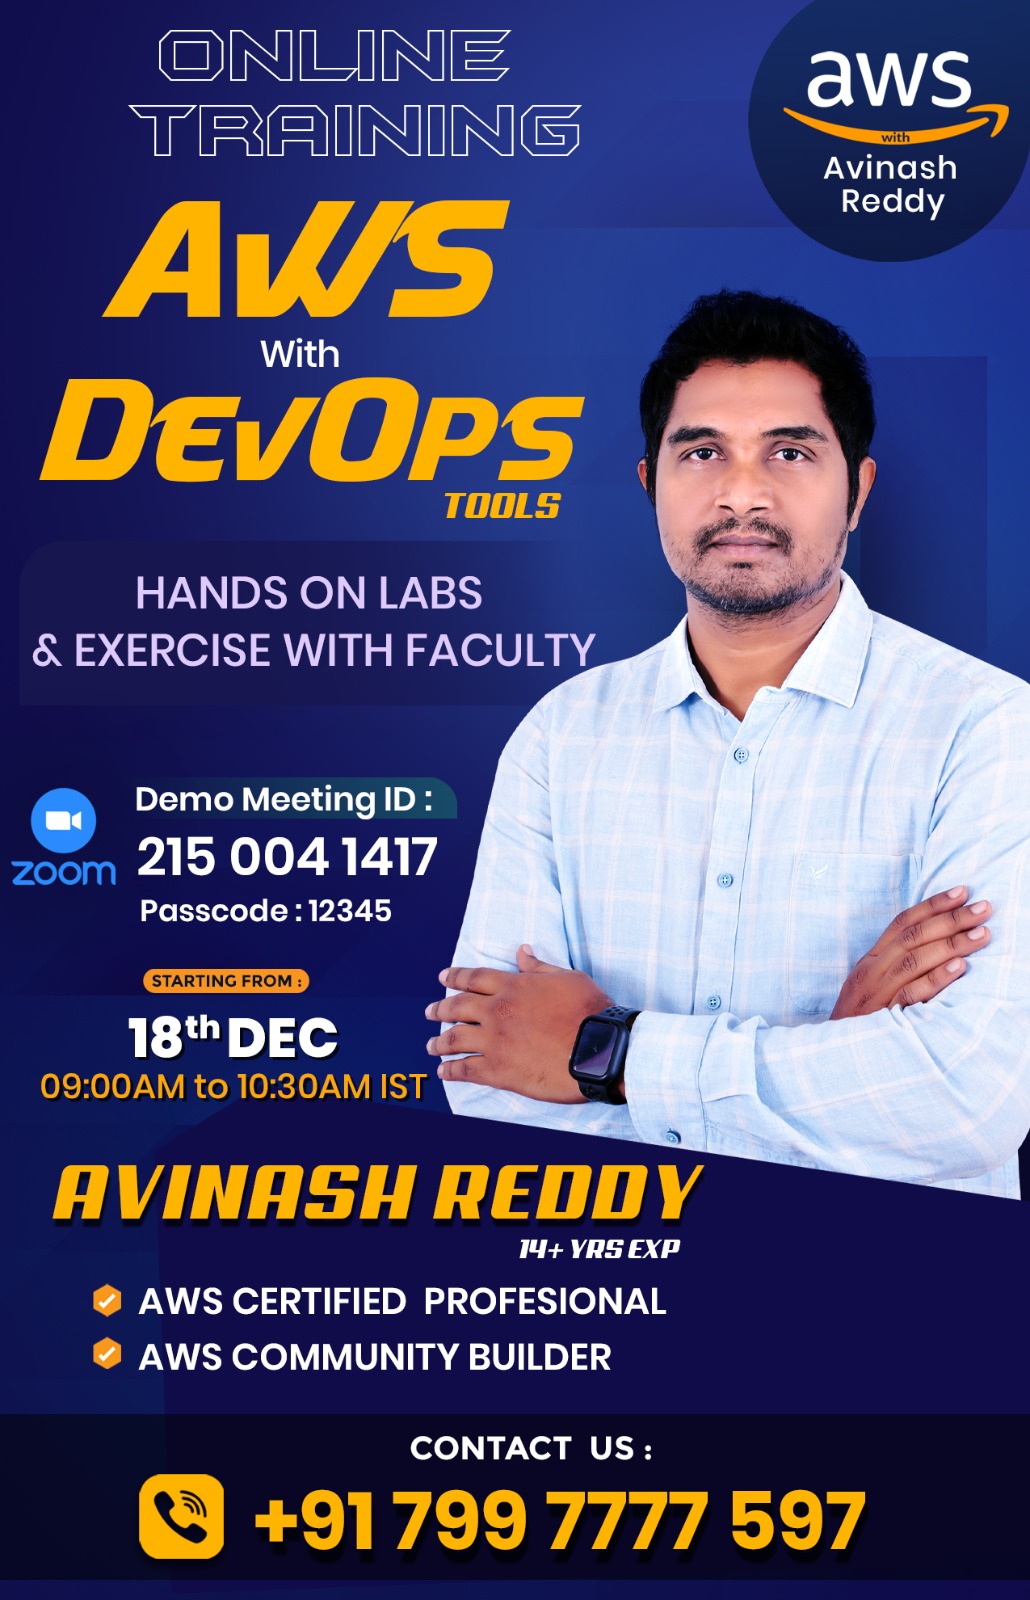 ONLINE
TRAINING
aws
with
Avinash
Reddy
AWS
With
DEVOPS
TOOLS
HANDS ON LABS
& EXERCISE WITH FACULTY
zoom
Demo Meeting ID :
215 004 1417
Passcode : 12345
STARTING FROM :
18th DEC
09:00AM to 10:30AM IST
AVINASH REDDY
14+ YRS EXP
AWS CERTIFIED PROFESIONAL
AWS COMMUNITY BUILDER
CONTACT US :
+91 799 7777 597